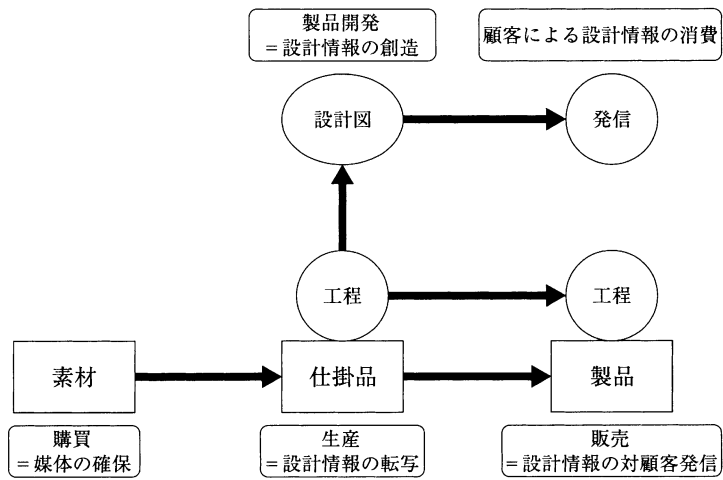 製品開発
=設計情報の創造
顧客による設計情報の消費
設計図
発信
工程
工程
素材
仕掛品
製品
購買
=媒体の確保
生産
=設計情報の転写
販売
=設計情報の対顧客発信